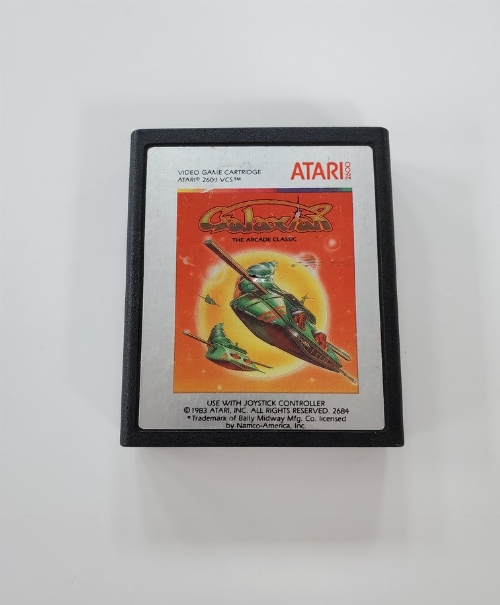 VIDEO GAME CARTRIDGE
ATARI® 2600 VCS™
ATARI 2600
Galaxian
THE ARCADE CLASSIC
USE WITH JOYSTICK CONTROLLER
©1983 ATARI, INC. ALL RIGHTS RESERVED. 2684
*Trademark of Bally Midway Mfg. Co. licensed
by Namco-America, Inc.